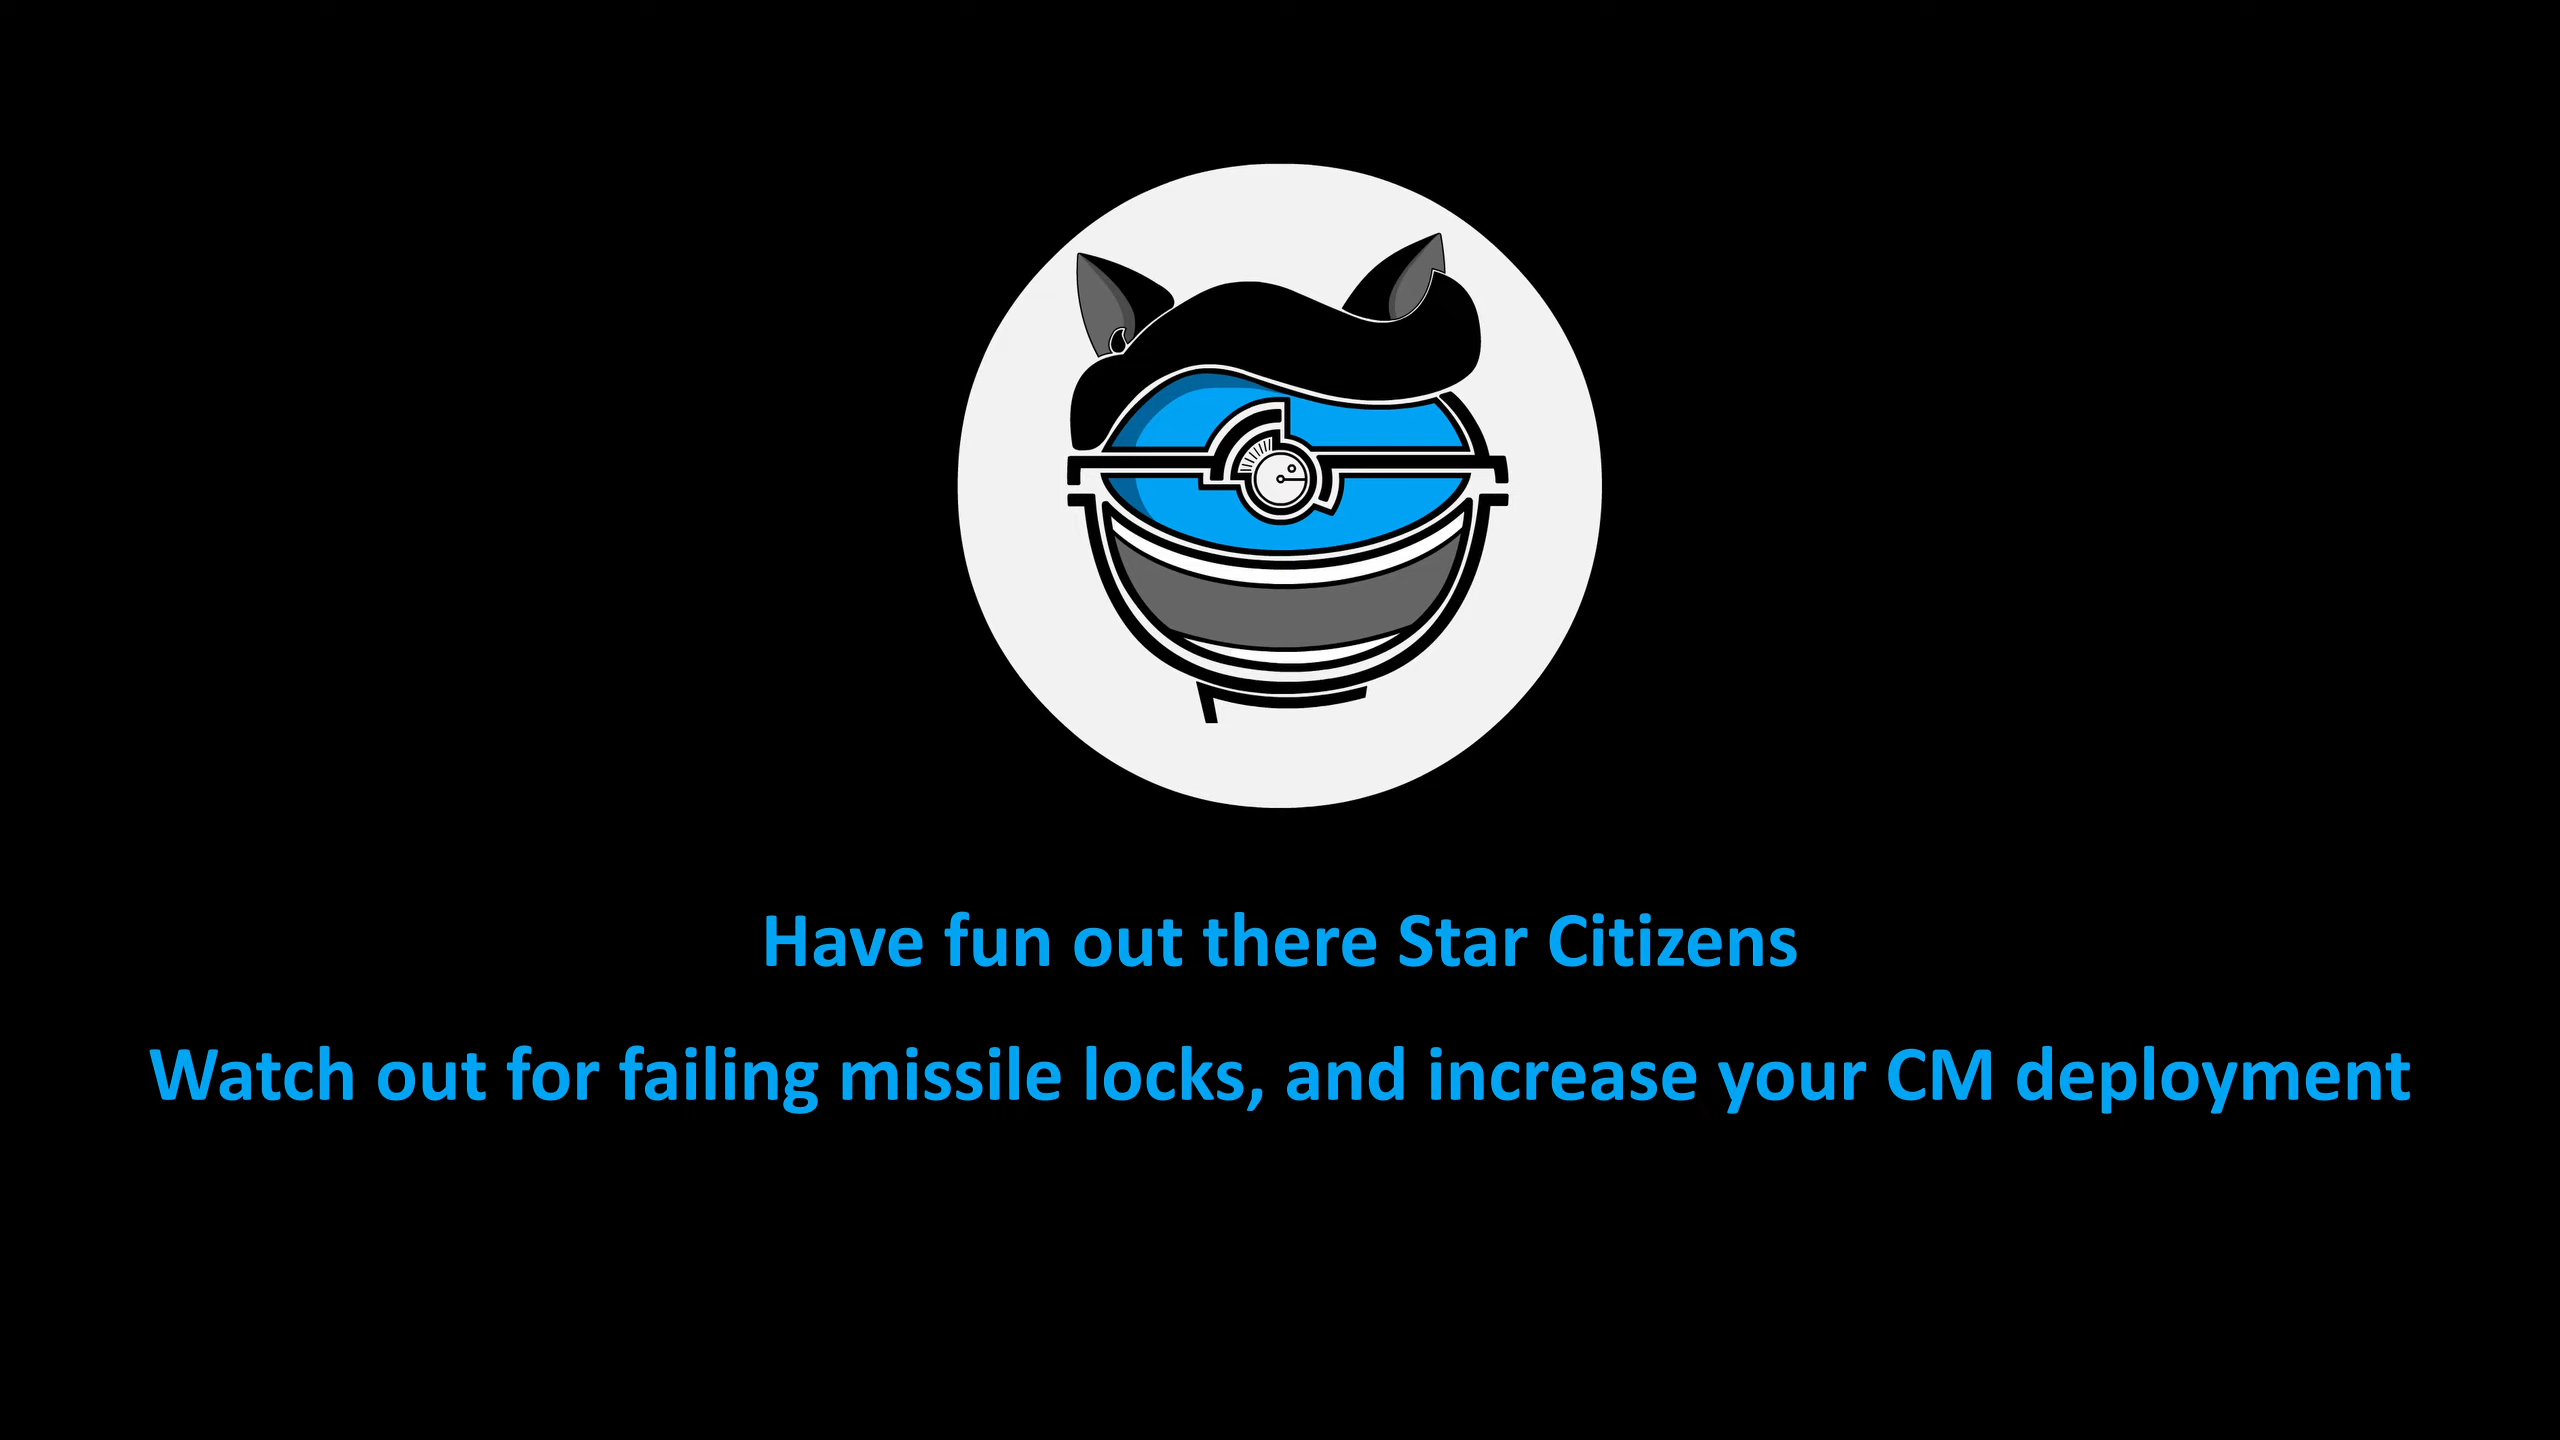 Have fun out there Star Citizens
Watch out for failing missile locks, and increase your CM deployment